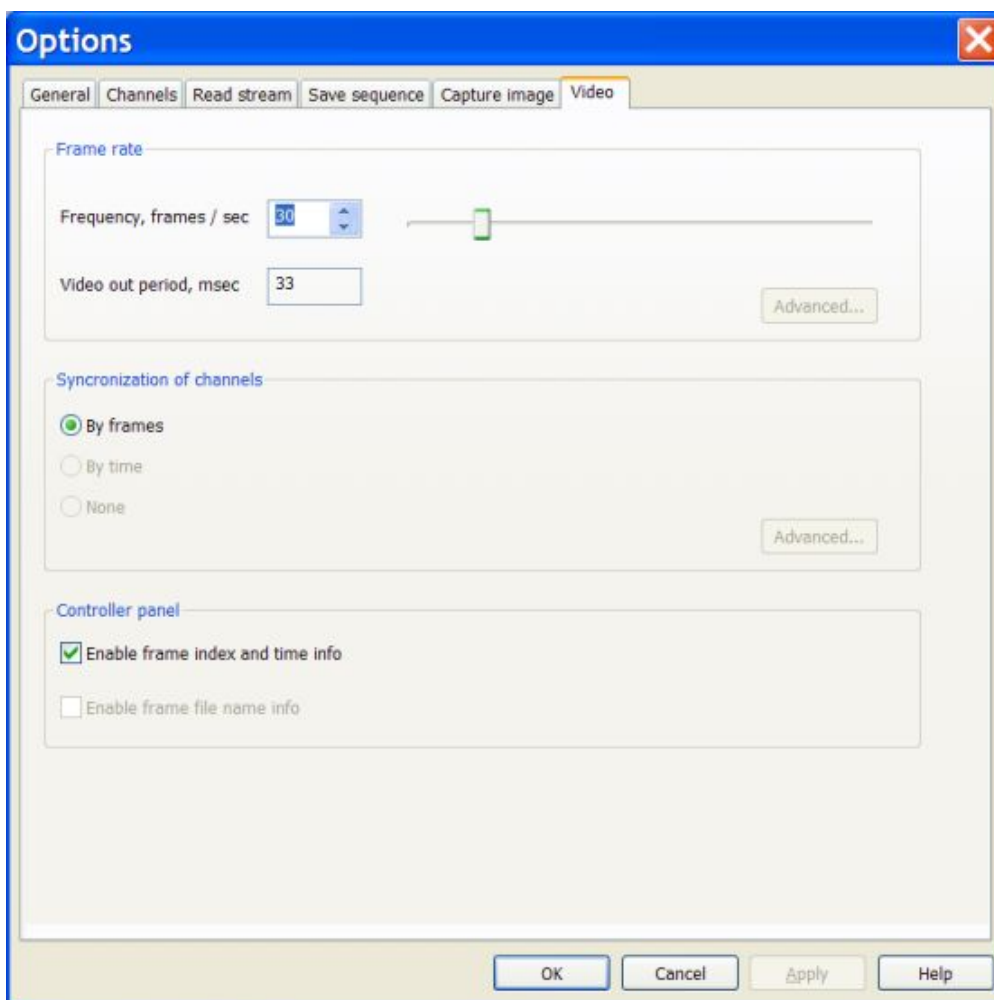 Options
General Channels Read stream Save sequence Capture image Video
Frame rate
Frequency, frames / sec 30
Video out period, msec 33
Advanced...
Syncronization of channels
By frames
By time
None
Advanced...
Controller panel
Enable frame index and time info
Enable frame file name info
OK Cancel Apply Help